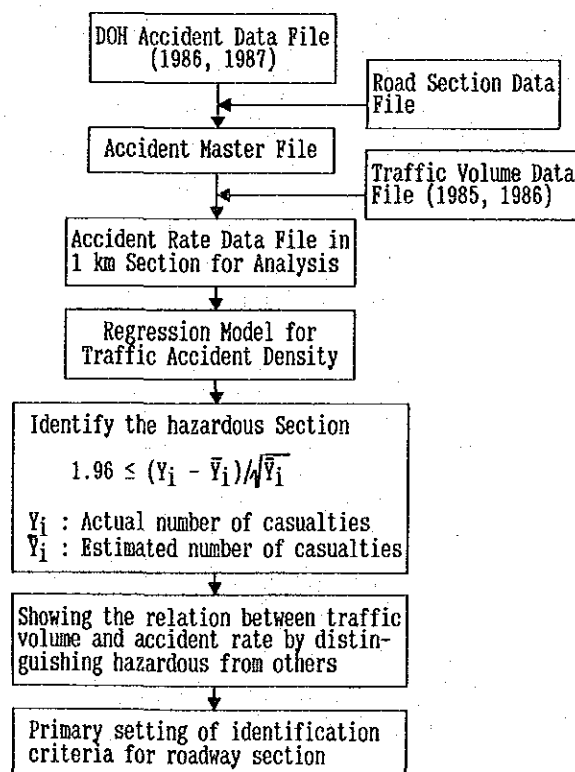 DOH Accident Data File
(1986, 1987)
Road Section Data
File
Accident Master File
Traffic Volume Data
File (1985, 1986)
Accident Rate Data File in
1 km Section for Analysis
Regression Model for
Traffic Accident Density
Identify the hazardous Section
1.96 ≤ (Yi - Ȳi)/√Ȳi
Yi : Actual number of casualties
Ȳi : Estimated number of casualties
Showing the relation between traffic
volume and accident rate by distin-
guishing hazardous from others
Primary setting of identification
criteria for roadway section